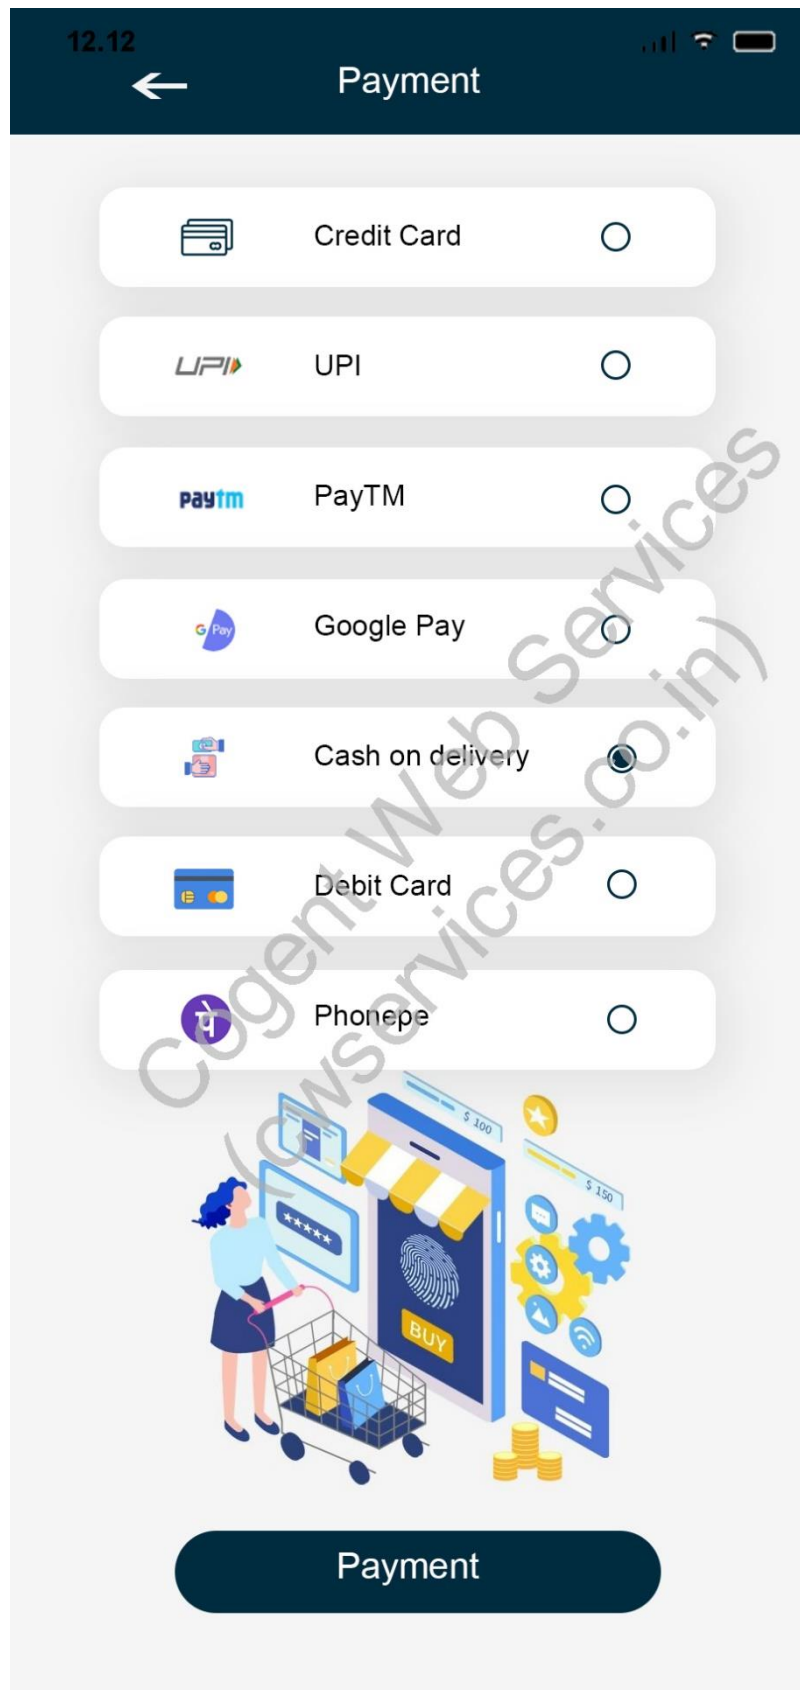 12.12
Payment
Credit Card
UPI UPI
paytm PayTM
G Pay Google Pay
Cash on delivery
Debit Card
पे Phonepe
Cogent Web Services
(cwservices.co.in)
$ 100
$ 150
*****
BUY
Payment